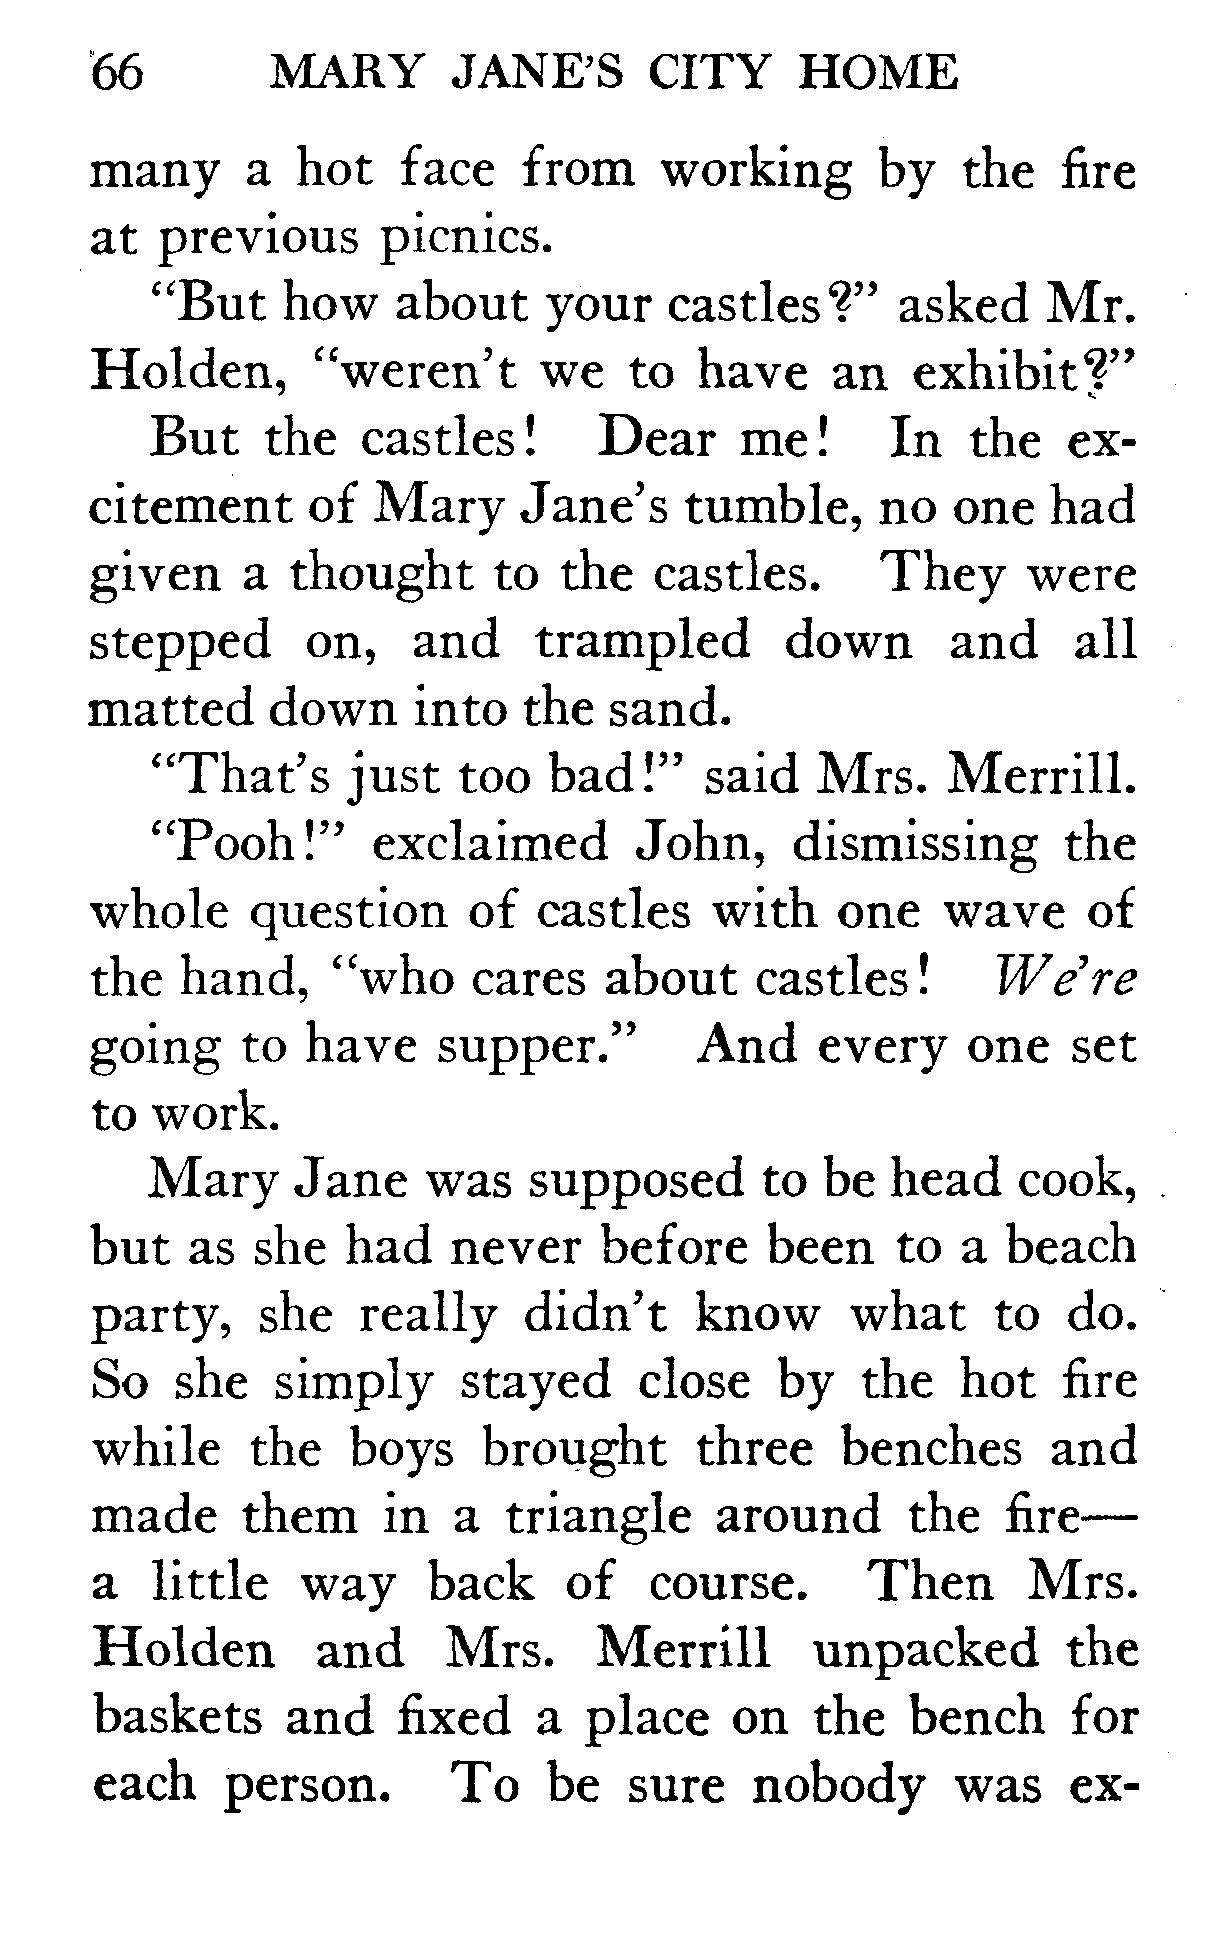 66 MARY JANE'S CITY HOME
many a hot face from working by the fire
at previous picnics.
"But how about your castles?" asked Mr.
Holden, "weren't we to have an exhibit?"
But the castles! Dear me! In the ex-
citement of Mary Jane's tumble, no one had
given a thought to the castles. They were
stepped on, and trampled down and all
matted down into the sand.
"That's just too bad!" said Mrs. Merrill.
"Pooh!" exclaimed John, dismissing the
whole question of castles with one wave of
the hand, "who cares about castles! We're
going to have supper." And every one set
to work.
Mary Jane was supposed to be head cook,
but as she had never before been to a beach
party, she really didn't know what to do.
So she simply stayed close by the hot fire
while the boys brought three benches and
made them in a triangle around the fire—
a little way back of course. Then Mrs.
Holden and Mrs. Merrill unpacked the
baskets and fixed a place on the bench for
each person. To be sure nobody was ex-